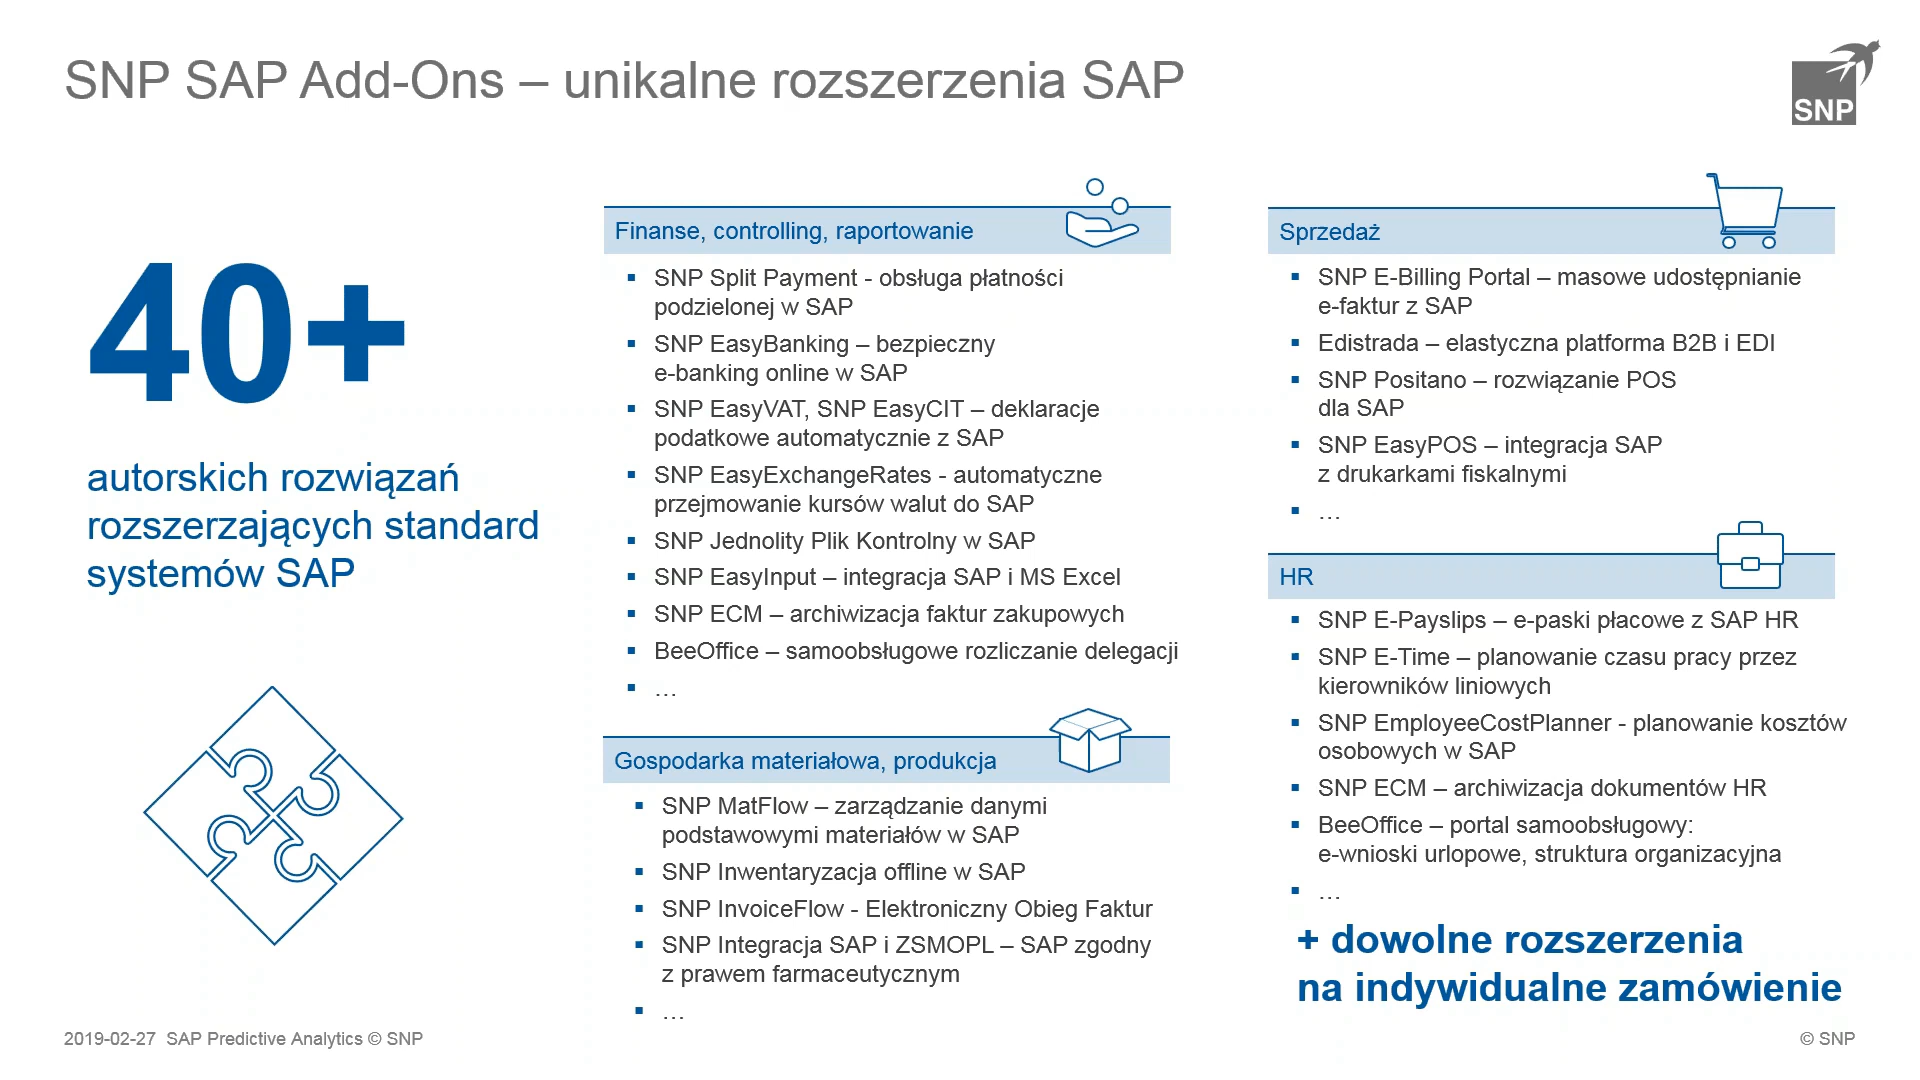 SNP SAP Add-Ons – unikalne rozszerzenia SAP
SNP
40+
autorskich rozwiązań
rozszerzających standard
systemów SAP
Finanse, controlling, raportowanie
▪ SNP Split Payment - obsługa płatności
podzielonej w SAP
▪ SNP EasyBanking – bezpieczny
e-banking online w SAP
▪ SNP EasyVAT, SNP EasyCIT – deklaracje
podatkowe automatycznie z SAP
▪ SNP EasyExchangeRates - automatyczne
przejmowanie kursów walut do SAP
▪ SNP Jednolity Plik Kontrolny w SAP
▪ SNP EasyInput – integracja SAP i MS Excel
▪ SNP ECM – archiwizacja faktur zakupowych
▪ BeeOffice – samoobsługowe rozliczanie delegacji
▪ …
Gospodarka materiałowa, produkcja
▪ SNP MatFlow – zarządzanie danymi
podstawowymi materiałów w SAP
▪ SNP Inwentaryzacja offline w SAP
▪ SNP InvoiceFlow - Elektroniczny Obieg Faktur
▪ SNP Integracja SAP i ZSMOPL – SAP zgodny
z prawem farmaceutycznym
▪ …
Sprzedaż
▪ SNP E-Billing Portal – masowe udostępnianie
e-faktur z SAP
▪ Edistrada – elastyczna platforma B2B i EDI
▪ SNP Positano – rozwiązanie POS
dla SAP
▪ SNP EasyPOS – integracja SAP
z drukarkami fiskalnymi
▪ …
HR
▪ SNP E-Payslips – e-paski płacowe z SAP HR
▪ SNP E-Time – planowanie czasu pracy przez
kierowników liniowych
▪ SNP EmployeeCostPlanner - planowanie kosztów
osobowych w SAP
▪ SNP ECM – archiwizacja dokumentów HR
▪ BeeOffice – portal samoobsługowy:
e-wnioski urlopowe, struktura organizacyjna
▪ …
+ dowolne rozszerzenia
na indywidualne zamówienie
2019-02-27 SAP Predictive Analytics © SNP
© SNP